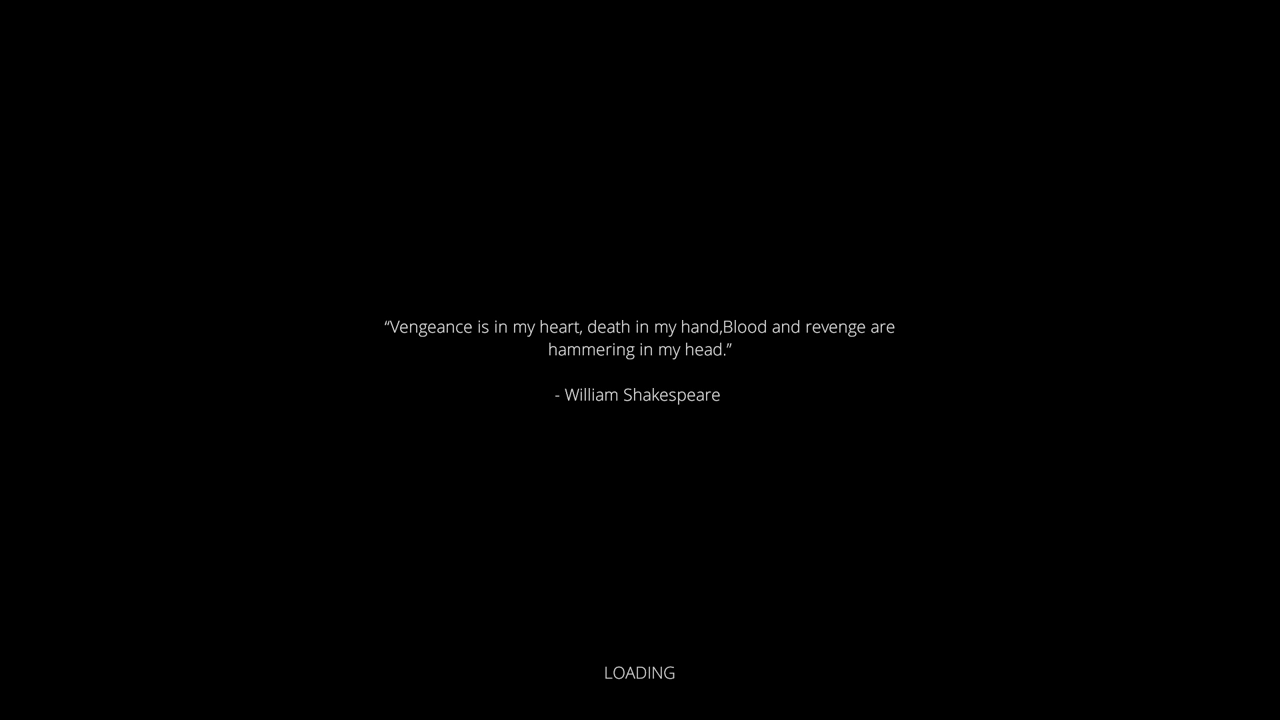 “Vengeance is in my heart, death in my hand,Blood and revenge are
hammering in my head.”
- William Shakespeare
LOADING